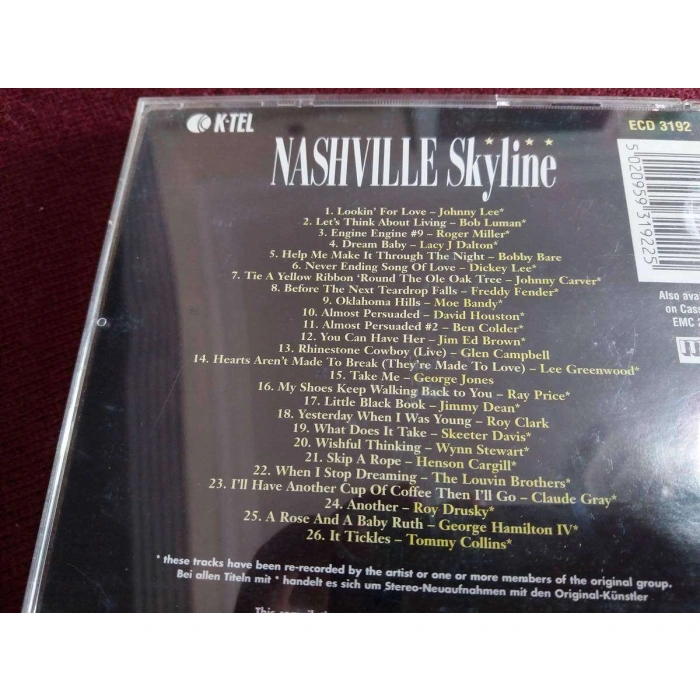 K-TEL
ECD 3192
NASHVILLE Skyline
5 020959 319225
1. Lookin' For Love – Johnny Lee*
2. Let's Think About Living – Bob Luman*
3. Engine Engine #9 – Roger Miller*
4. Dream Baby – Lacy J Dalton*
5. Help Me Make It Through The Night – Bobby Bare
6. Never Ending Song Of Love – Dickey Lee*
7. Tie A Yellow Ribbon 'Round The Ole Oak Tree – Johnny Carver*
8. Before The Next Teardrop Falls – Freddy Fender*
9. Oklahoma Hills – Moe Bandy*
10. Almost Persuaded – David Houston*
11. Almost Persuaded #2 – Ben Colder*
12. You Can Have Her – Jim Ed Brown*
13. Rhinestone Cowboy (Live) – Glen Campbell
14. Hearts Aren't Made To Break (They're Made To Love) – Lee Greenwood*
15. Take Me – George Jones
16. My Shoes Keep Walking Back to You – Ray Price*
17. Little Black Book – Jimmy Dean*
18. Yesterday When I Was Young – Roy Clark
19. What Does It Take – Skeeter Davis*
20. Wishful Thinking – Wynn Stewart*
21. Skip A Rope – Henson Cargill*
22. When I Stop Dreaming – The Louvin Brothers*
23. I'll Have Another Cup Of Coffee Then I'll Go – Claude Gray*
24. Another – Roy Drusky*
25. A Rose And A Baby Ruth – George Hamilton IV*
26. It Tickles – Tommy Collins*
Also
on Cass
EMC
* these tracks have been re-recorded by the artist or one or more members of the original group.
Bei allen Titeln mit * handelt es sich um Stereo-Neuaufnahmen mit den Original-Künstler
This